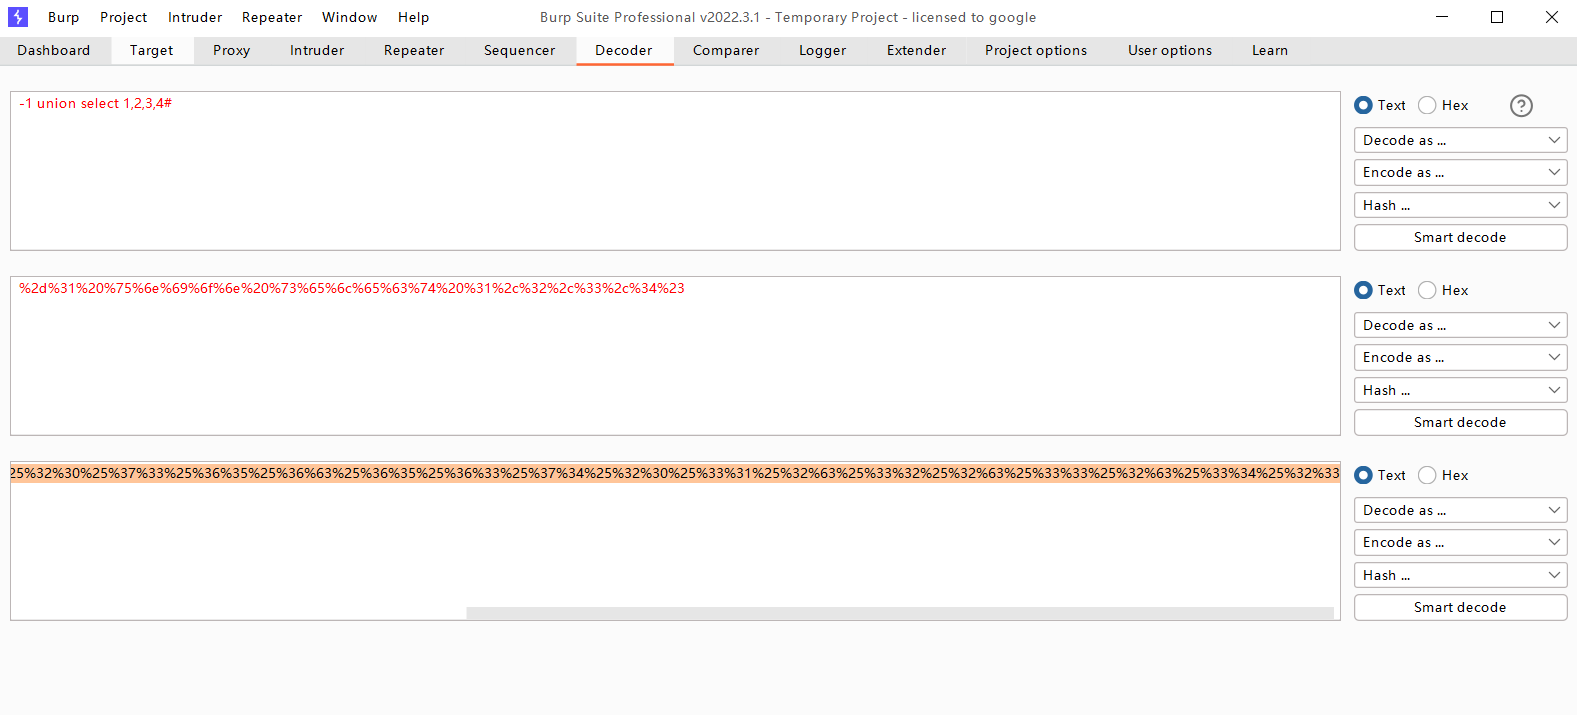 Burp Project Intruder Repeater Window Help Burp Suite Professional v2022.3.1 - Temporary Project - licensed to google
Dashboard Target Proxy Intruder Repeater Sequencer Decoder Comparer Logger Extender Project options User options Learn
-1 union select 1,2,3,4#
Text Hex ?
Decode as ...
Encode as ...
Hash ...
Smart decode
%2d%31%20%75%6e%69%6f%6e%20%73%65%6c%65%63%74%20%31%2c%32%2c%33%2c%34%23
Text Hex
Decode as ...
Encode as ...
Hash ...
Smart decode
25%32%30%25%37%33%25%36%35%25%36%63%25%36%35%25%36%33%25%37%34%25%32%30%25%33%31%25%32%63%25%33%32%25%32%63%25%33%33%25%32%63%25%33%34%25%32%33
Text Hex
Decode as ...
Encode as ...
Hash ...
Smart decode